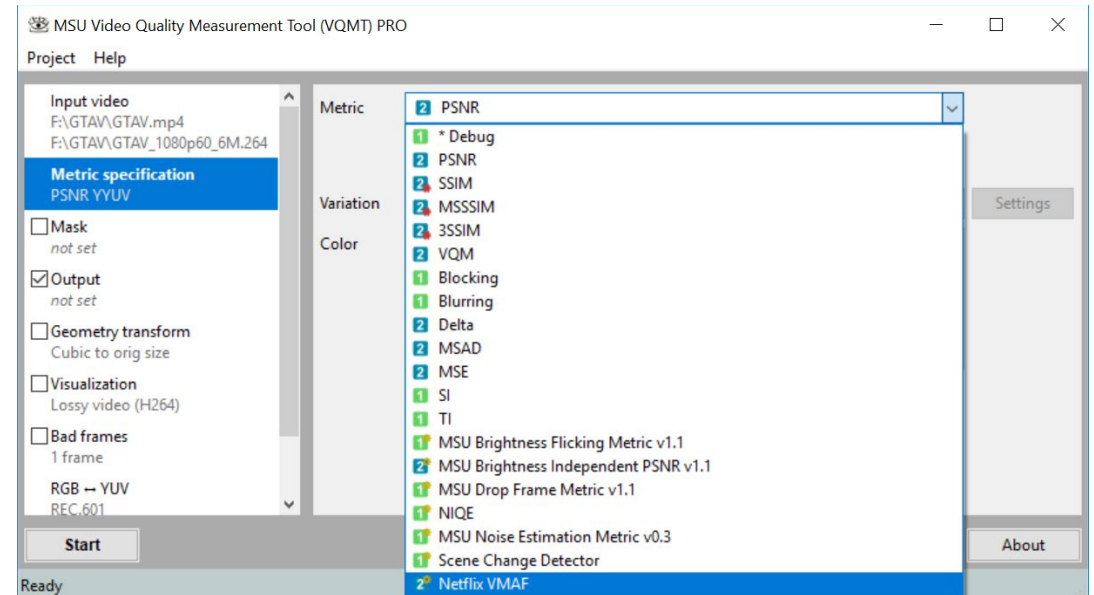 MSU Video Quality Measurement Tool (VQMT) PRO
Project Help
Input video
F:\GTAV\GTAV.mp4
F:\GTAV\GTAV_1080p60_6M.264
Metric specification
PSNR YYUV
Mask
not set
Output
not set
Geometry transform
Cubic to orig size
Visualization
Lossy video (H264)
Bad frames
1 frame
RGB ↔ YUV
REC.601
Start
Ready
Metric
2 PSNR
Variation
Color
1 * Debug
2 PSNR
2 SSIM
2 MSSSIM
2 3SSIM
2 VQM
1 Blocking
1 Blurring
2 Delta
2 MSAD
2 MSE
1 SI
1 TI
1 MSU Brightness Flicking Metric v1.1
2 MSU Brightness Independent PSNR v1.1
1 MSU Drop Frame Metric v1.1
1 NIQE
1 MSU Noise Estimation Metric v0.3
1 Scene Change Detector
2 Netflix VMAF
Settings
About